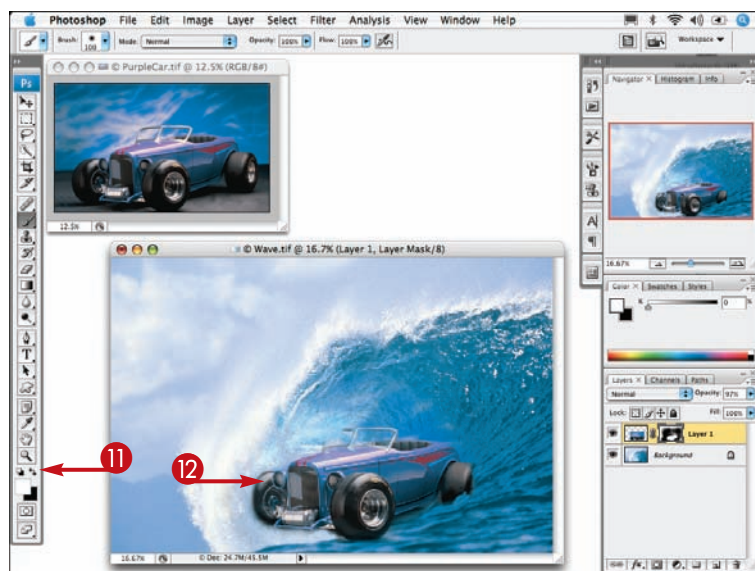 Photoshop File Edit Image Layer Select Filter Analysis View Window Help
Brush: 100 Mode: Normal Opacity: 100% Flow: 100% Workspace
Ps
© PurpleCar.tif @ 12.5% (RGB/8#)
12.5%
© Wave.tif @ 16.7% (Layer 1, Layer Mask/8)
16.67% © Doc: 24.7M/45.5M
11
12
Navigator × Histogram Info
16.67%
Color × Swatches Styles
K 0 %
Layers × Channels Paths
Normal Opacity: 97%
Lock: Fill: 100%
Layer 1
Background